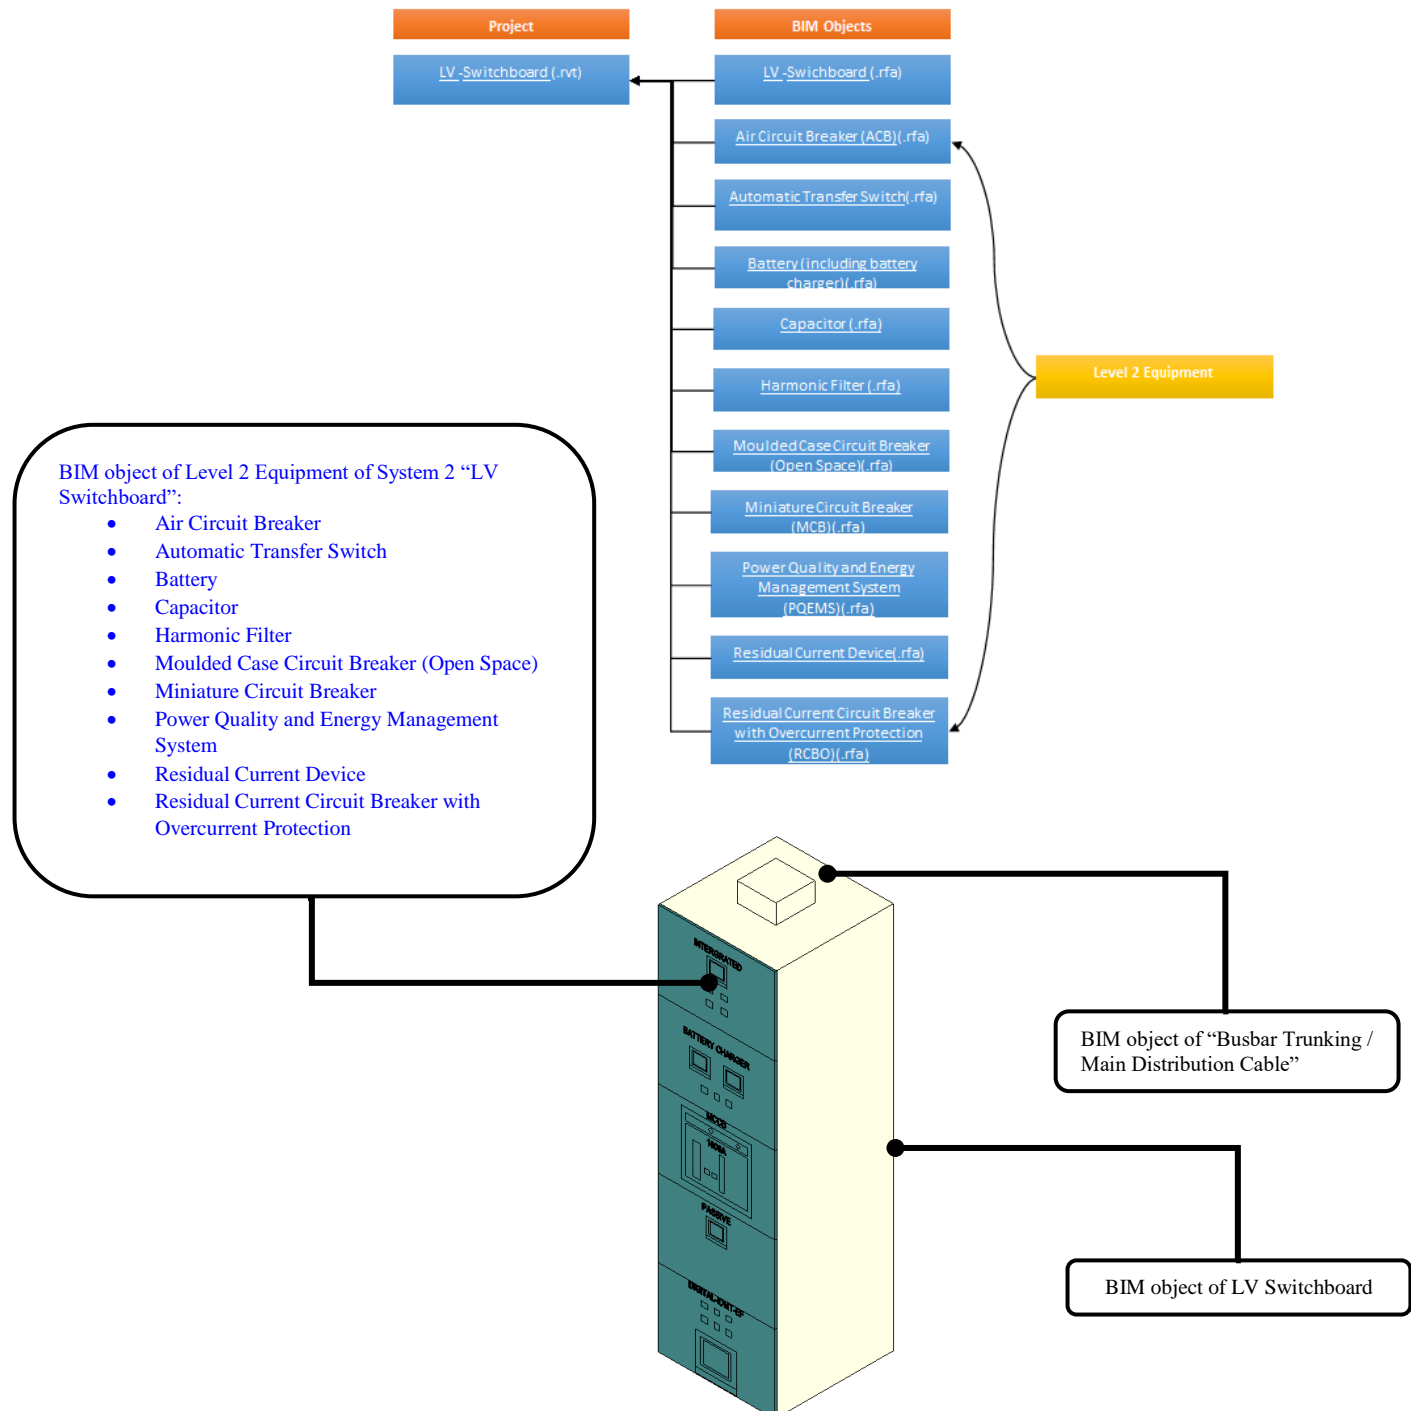 Project
BIM Objects
LV -Switchboard (.rvt)
LV -Swichboard (.rfa)
Air Circuit Breaker (ACB)(.rfa)
Automatic Transfer Switch(.rfa)
Battery (including battery
charger)(.rfa)
Capacitor (.rfa)
Harmonic Filter (.rfa)
Moulded Case Circuit Breaker
(Open Space)(.rfa)
Miniature Circuit Breaker
(MCB)(.rfa)
Power Quality and Energy
Management System
(PQEMS)(.rfa)
Residual Current Device(.rfa)
Residual Current Circuit Breaker
with Overcurrent Protection
(RCBO)(.rfa)
Level 2 Equipment
BIM object of Level 2 Equipment of System 2 “LV
Switchboard”:
• Air Circuit Breaker
• Automatic Transfer Switch
• Battery
• Capacitor
• Harmonic Filter
• Moulded Case Circuit Breaker (Open Space)
• Miniature Circuit Breaker
• Power Quality and Energy Management
System
• Residual Current Device
• Residual Current Circuit Breaker with
Overcurrent Protection
INTERGRATED
BATTERY CHARGER
MCCB
PASSIVE
DIGITAL-IDMT-EF
BIM object of “Busbar Trunking /
Main Distribution Cable”
BIM object of LV Switchboard